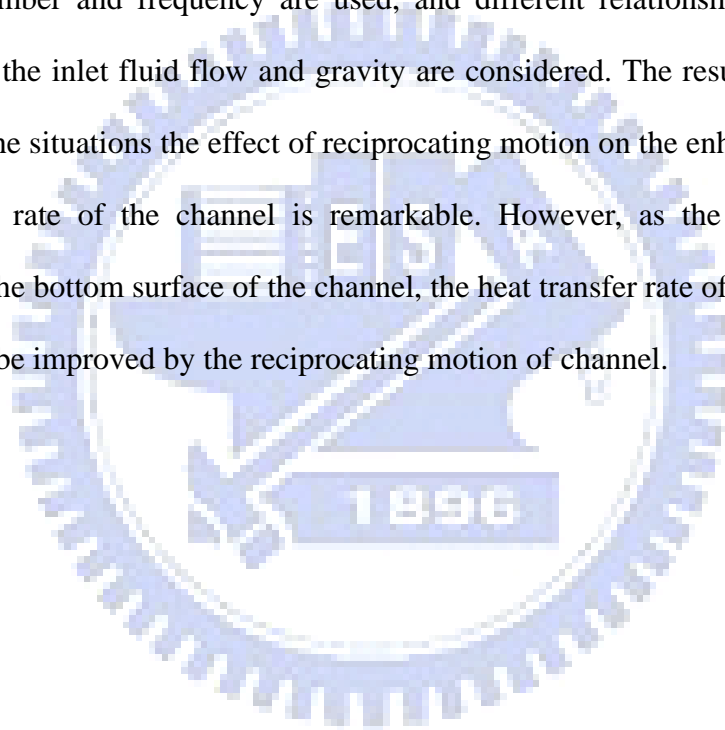 mber and frequency are used, and different relationsh
the inlet fluid flow and gravity are considered. The resu
ne situations the effect of reciprocating motion on the enh
rate of the channel is remarkable. However, as the
he bottom surface of the channel, the heat transfer rate of
be improved by the reciprocating motion of channel.
E S
1896